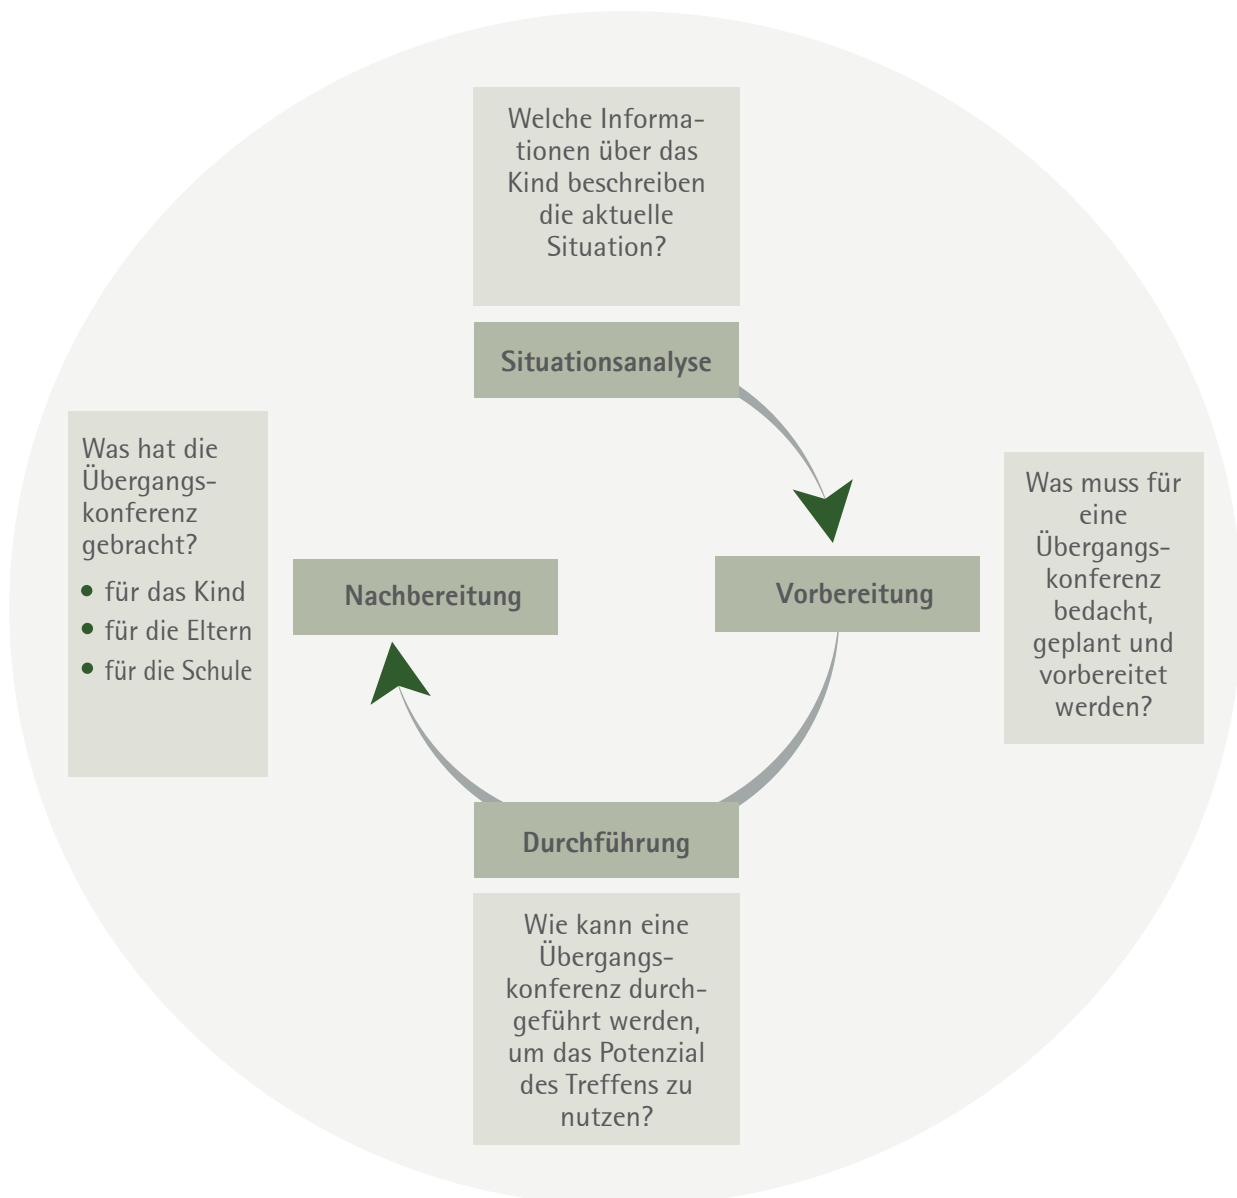 Welche Informa-
tionen über das
Kind beschreiben
die aktuelle
Situation?
Situationsanalyse
Was hat die
Übergangs-
konferenz
gebracht?
• für das Kind
• für die Eltern
• für die Schule
Nachbereitung
Vorbereitung
Was muss für
eine
Übergangs-
konferenz
bedacht,
geplant und
vorbereitet
werden?
Durchführung
Wie kann eine
Übergangs-
konferenz durch-
geführt werden,
um das Potenzial
des Treffens zu
nutzen?